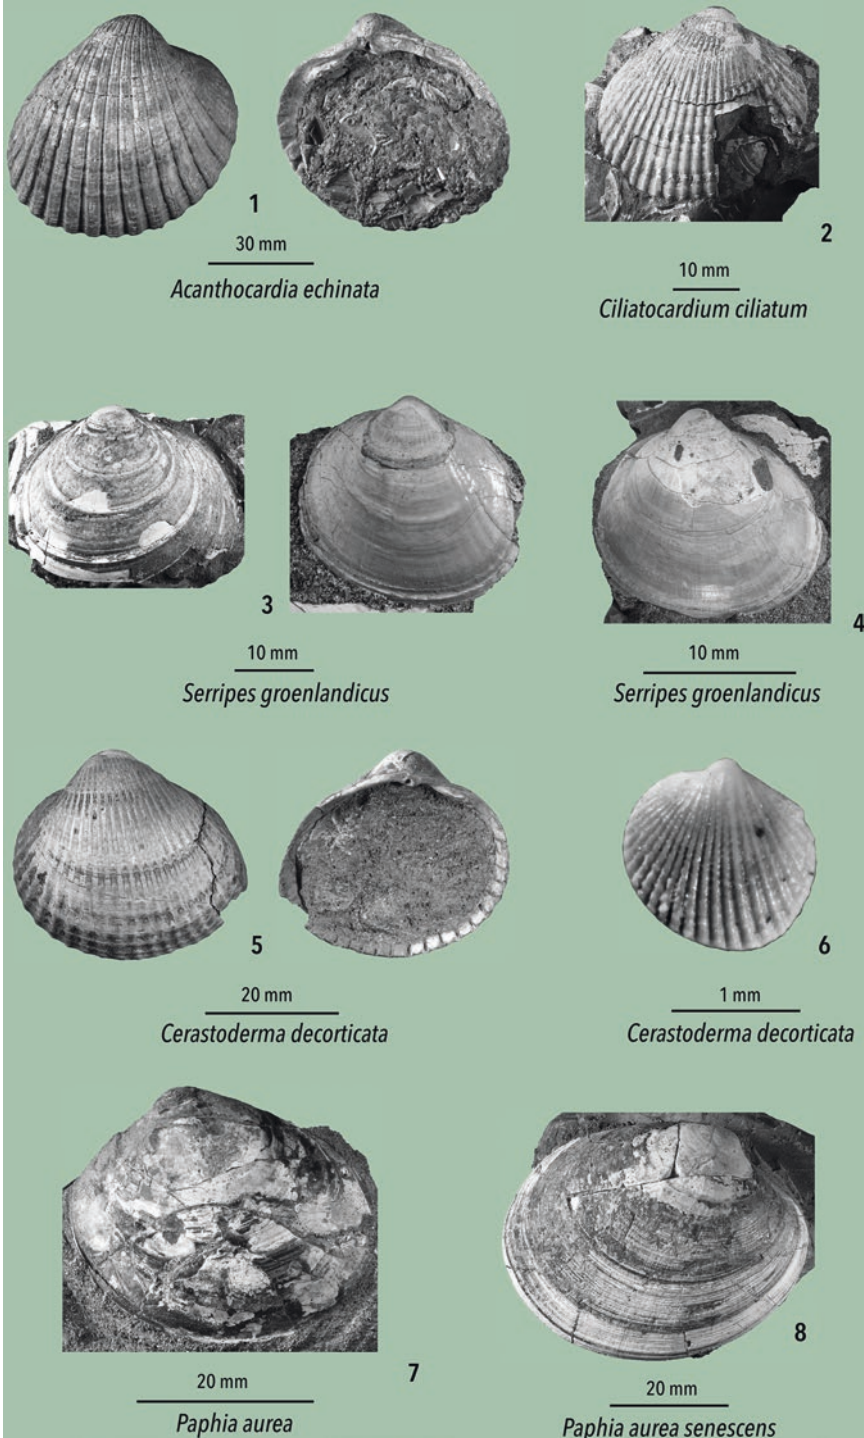 1
30 mm
Acanthocardia echinata
2
10 mm
Ciliatocardium ciliatum
3
10 mm
Serripes groenlandicus
4
10 mm
Serripes groenlandicus
5
20 mm
Cerastoderma decorticata
6
1 mm
Cerastoderma decorticata
7
20 mm
Paphia aurea
8
20 mm
Paphia aurea senescens